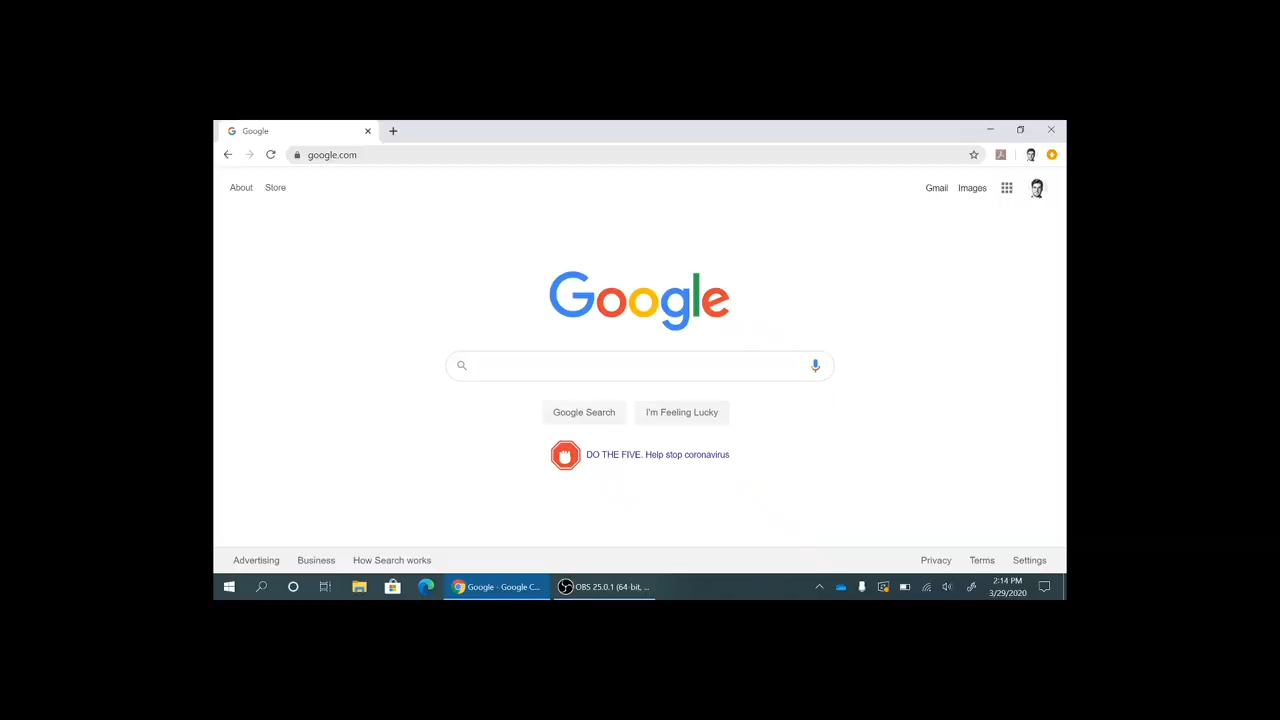 Google
google.com
About Store Gmail Images
Google
Google Search I'm Feeling Lucky
DO THE FIVE. Help stop coronavirus
Advertising Business How Search works Privacy Terms Settings
Google - Google C... OBS 25.0.1 (64-bit, ... 2:14 PM
3/29/2020